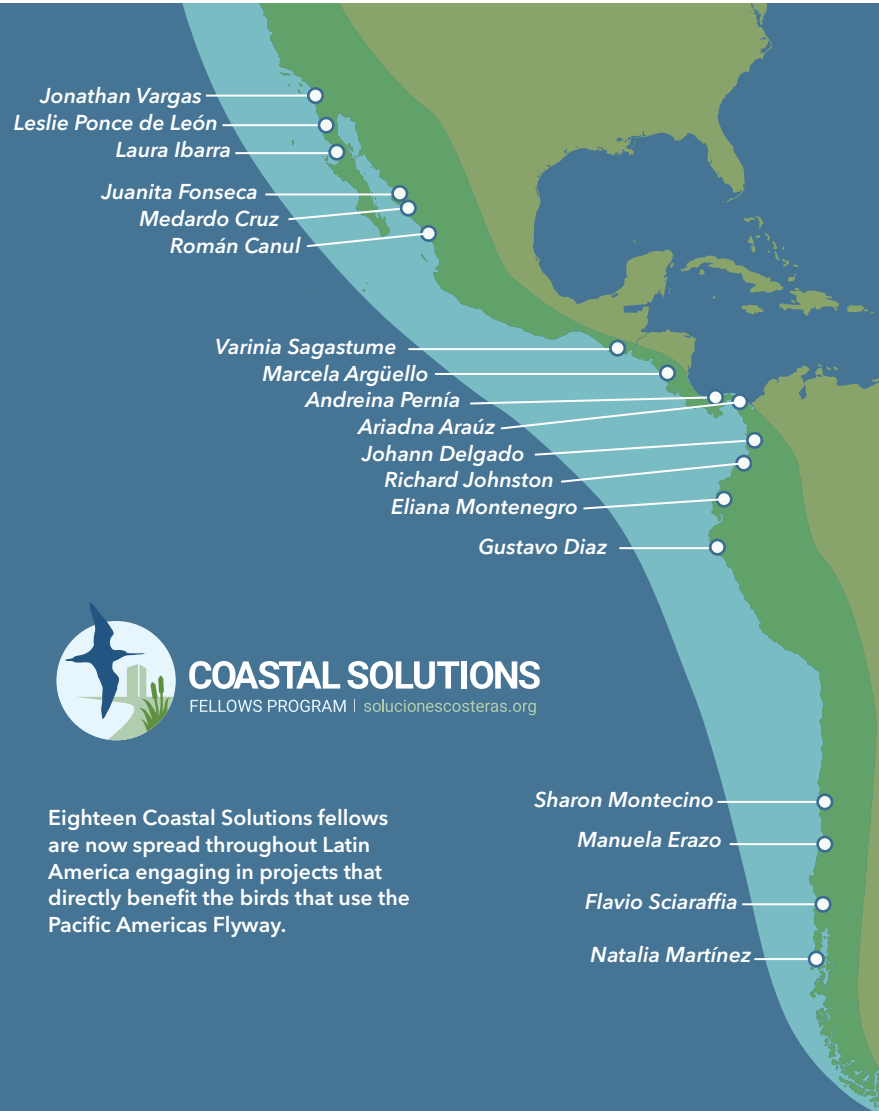 Jonathan Vargas
Leslie Ponce de León
Laura Ibarra
Juanita Fonseca
Medardo Cruz
Román Canul
Varinia Sagastume
Marcela Argüello
Andreina Pernía
Ariadna Araúz
Johann Delgado
Richard Johnston
Eliana Montenegro
Gustavo Diaz
COASTAL SOLUTIONS
FELLOWS PROGRAM | solucionescosteras.org
Eighteen Coastal Solutions fellows
are now spread throughout Latin
America engaging in projects that
directly benefit the birds that use the
Pacific Americas Flyway.
Sharon Montecino
Manuela Erazo
Flavio Sciaraffia
Natalia Martínez